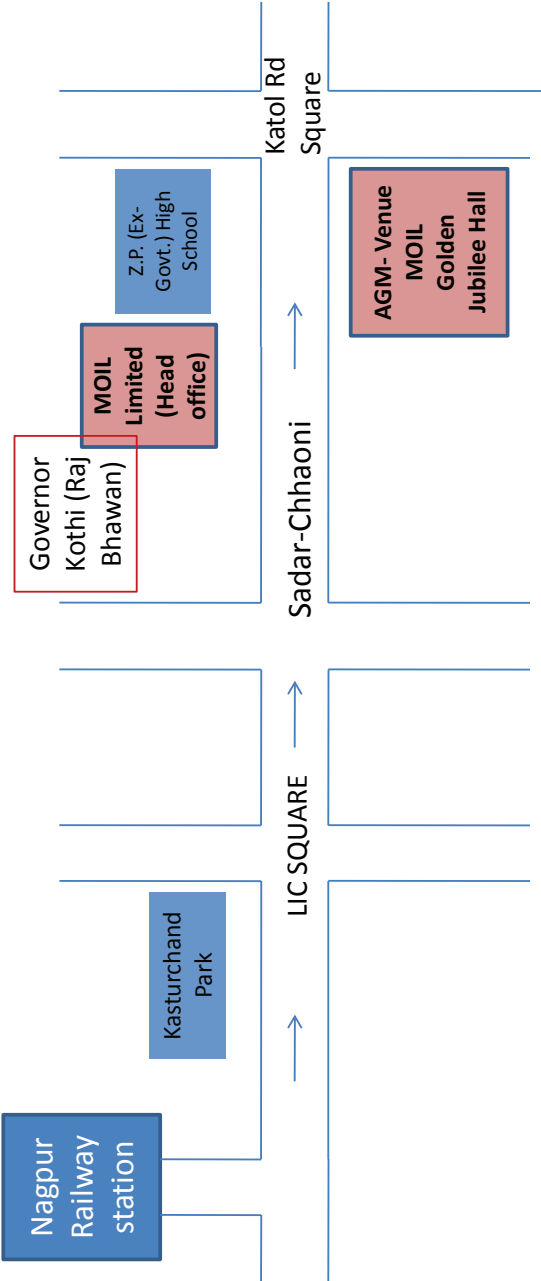 Nagpur
Railway
station
Kasturchand
Park
LIC SQUARE
Governor
Kothi (Raj
Bhawan)
MOIL
Limited
(Head
office)
Sadar-Chhaoni
Z.P. (Ex-
Govt.) High
School
AGM- Venue
MOIL
Golden
Jubilee Hall
Katol Rd
Square